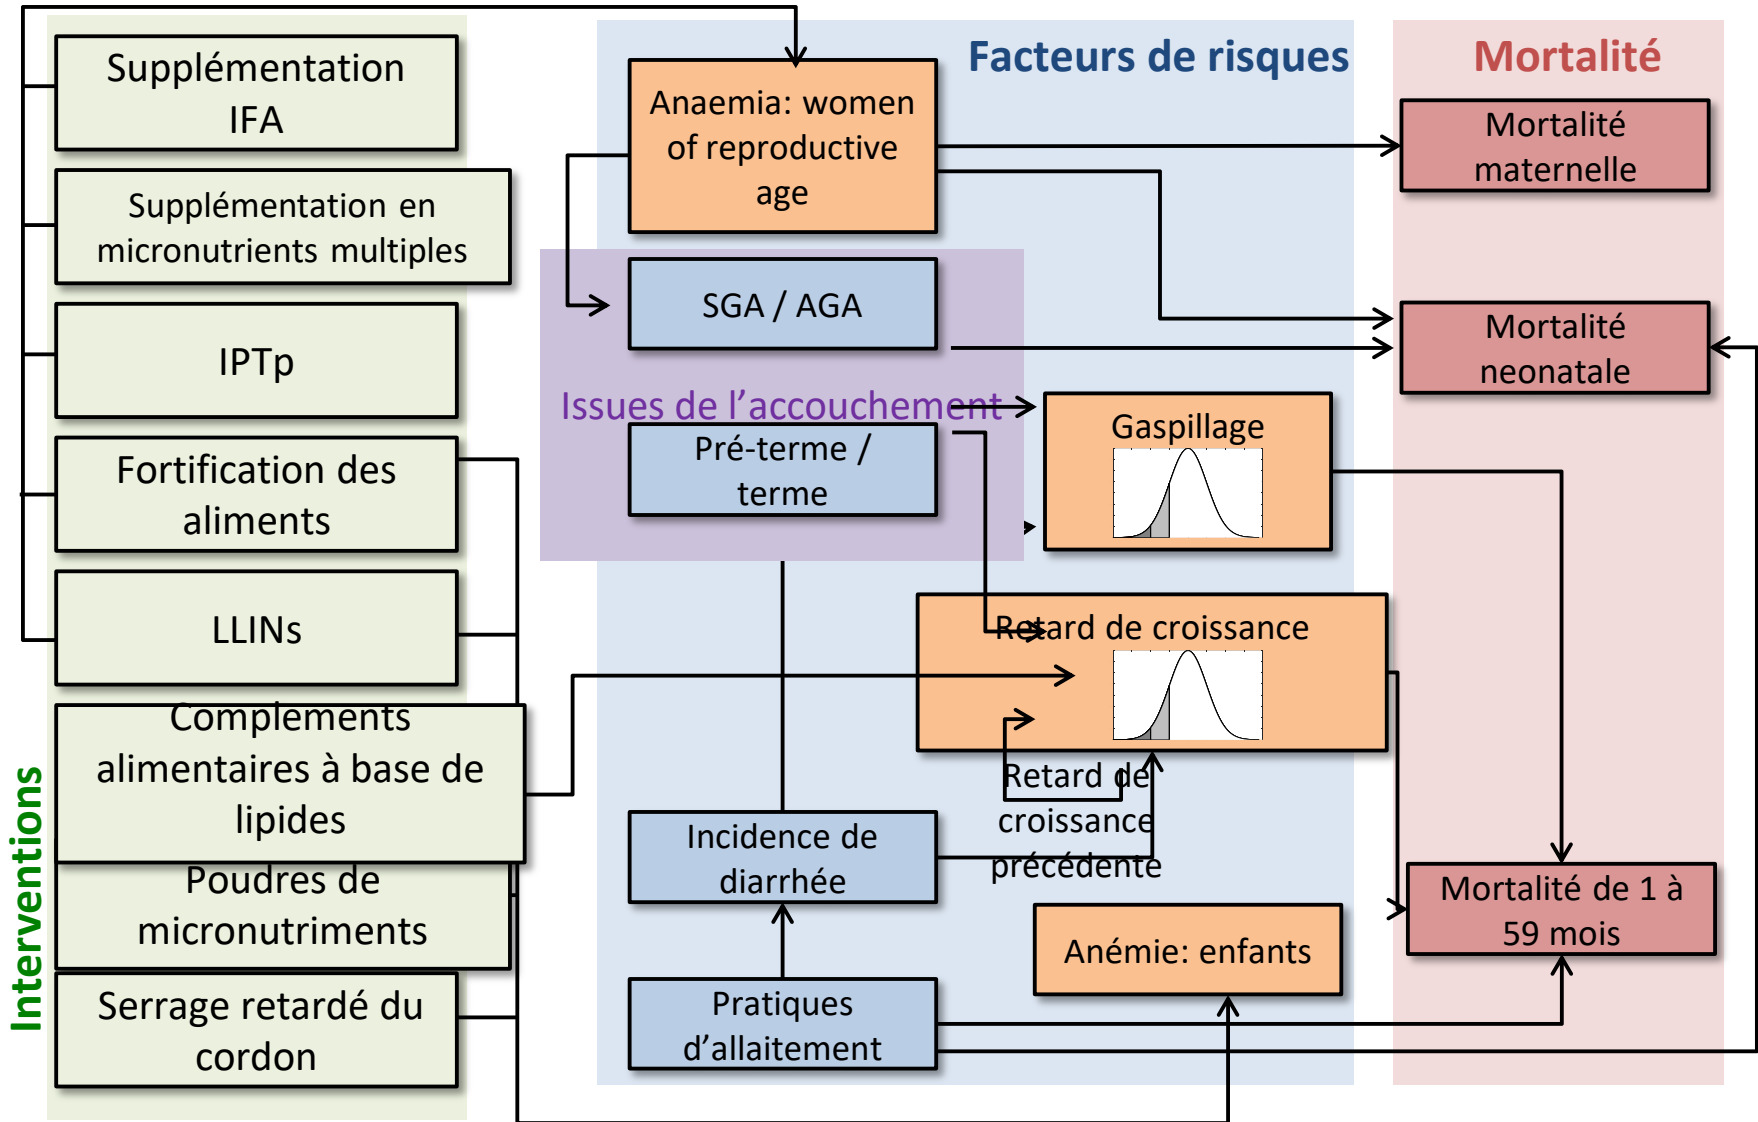 Supplémentation
IFA
Supplémentation en
micronutrients multiples
IPTp
Fortification des
aliments
LLINs
Complements
alimentaires à base de
lipides
Poudres de
micronutriments
Serrage retardé du
cordon
Interventions
Facteurs de risques
Anaemia: women
of reproductive
age
SGA / AGA
Issues de l’accouchement
Pré-terme /
terme
Gaspillage
Retard de croissance
Retard de
croissance
précédente
Incidence de
diarrhée
Anémie: enfants
Pratiques
d’allaitement
Mortalité
Mortalité
maternelle
Mortalité
neonatale
Mortalité de 1 à
59 mois